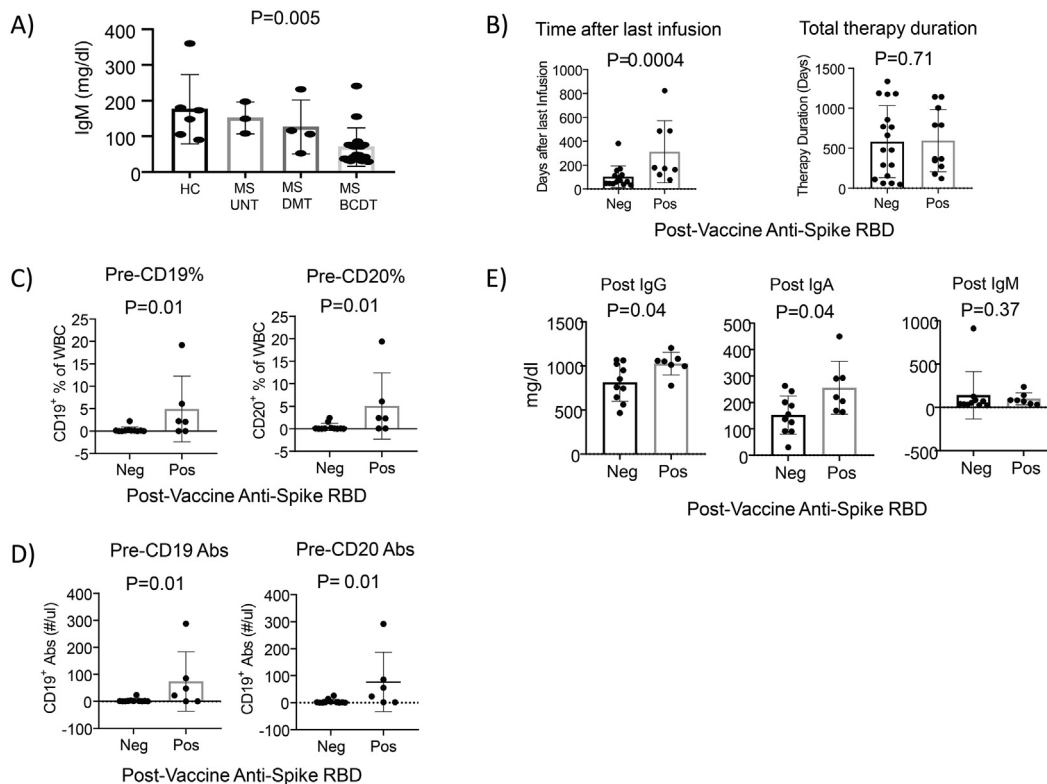 A)
P=0.005
IgM (mg/dl)
400
300
200
100
0
HC
MS UNT
MS DMT
MS BCDT
B)
Time after last infusion
P=0.0004
Days after last Infusion
1000
800
600
400
200
0
Neg
Pos
Total therapy duration
P=0.71
Therapy Duration (Days)
1500
1000
500
0
Neg
Pos
Post-Vaccine Anti-Spike RBD
C)
Pre-CD19%
P=0.01
CD19+ % of WBC
25
20
15
10
5
0
-5
Neg
Pos
Pre-CD20%
P=0.01
CD20+ % of WBC
25
20
15
10
5
0
-5
Neg
Pos
Post-Vaccine Anti-Spike RBD
D)
Pre-CD19 Abs
P=0.01
CD19+ Abs (#/ul)
400
300
200
100
0
-100
Neg
Pos
Pre-CD20 Abs
P= 0.01
CD19+ Abs (#/ul)
400
300
200
100
0
-100
Neg
Pos
Post-Vaccine Anti-Spike RBD
E)
Post IgG
P=0.04
mg/dl
1500
1000
500
0
Neg
Pos
Post IgA
P=0.04
500
400
300
200
100
0
Neg
Pos
Post IgM
P=0.37
1000
500
0
-500
Neg
Pos
Post-Vaccine Anti-Spike RBD